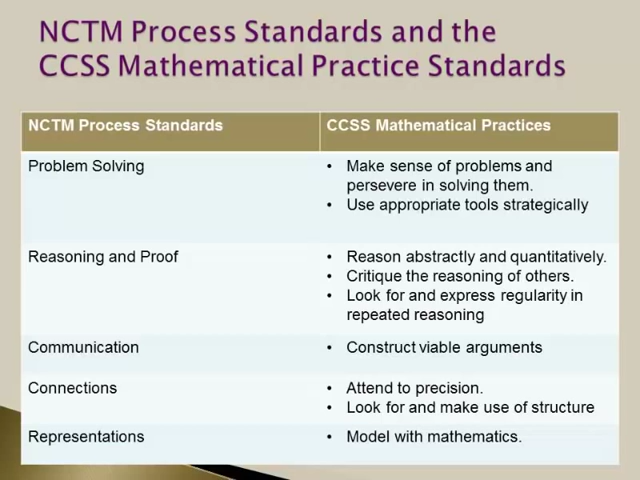 NCTM Process Standards and the
CCSS Mathematical Practice Standards
NCTM Process Standards
CCSS Mathematical Practices
Problem Solving
• Make sense of problems and
persevere in solving them.
• Use appropriate tools strategically
Reasoning and Proof
• Reason abstractly and quantitatively.
• Critique the reasoning of others.
• Look for and express regularity in
repeated reasoning
Communication
• Construct viable arguments
Connections
• Attend to precision.
• Look for and make use of structure
Representations
• Model with mathematics.